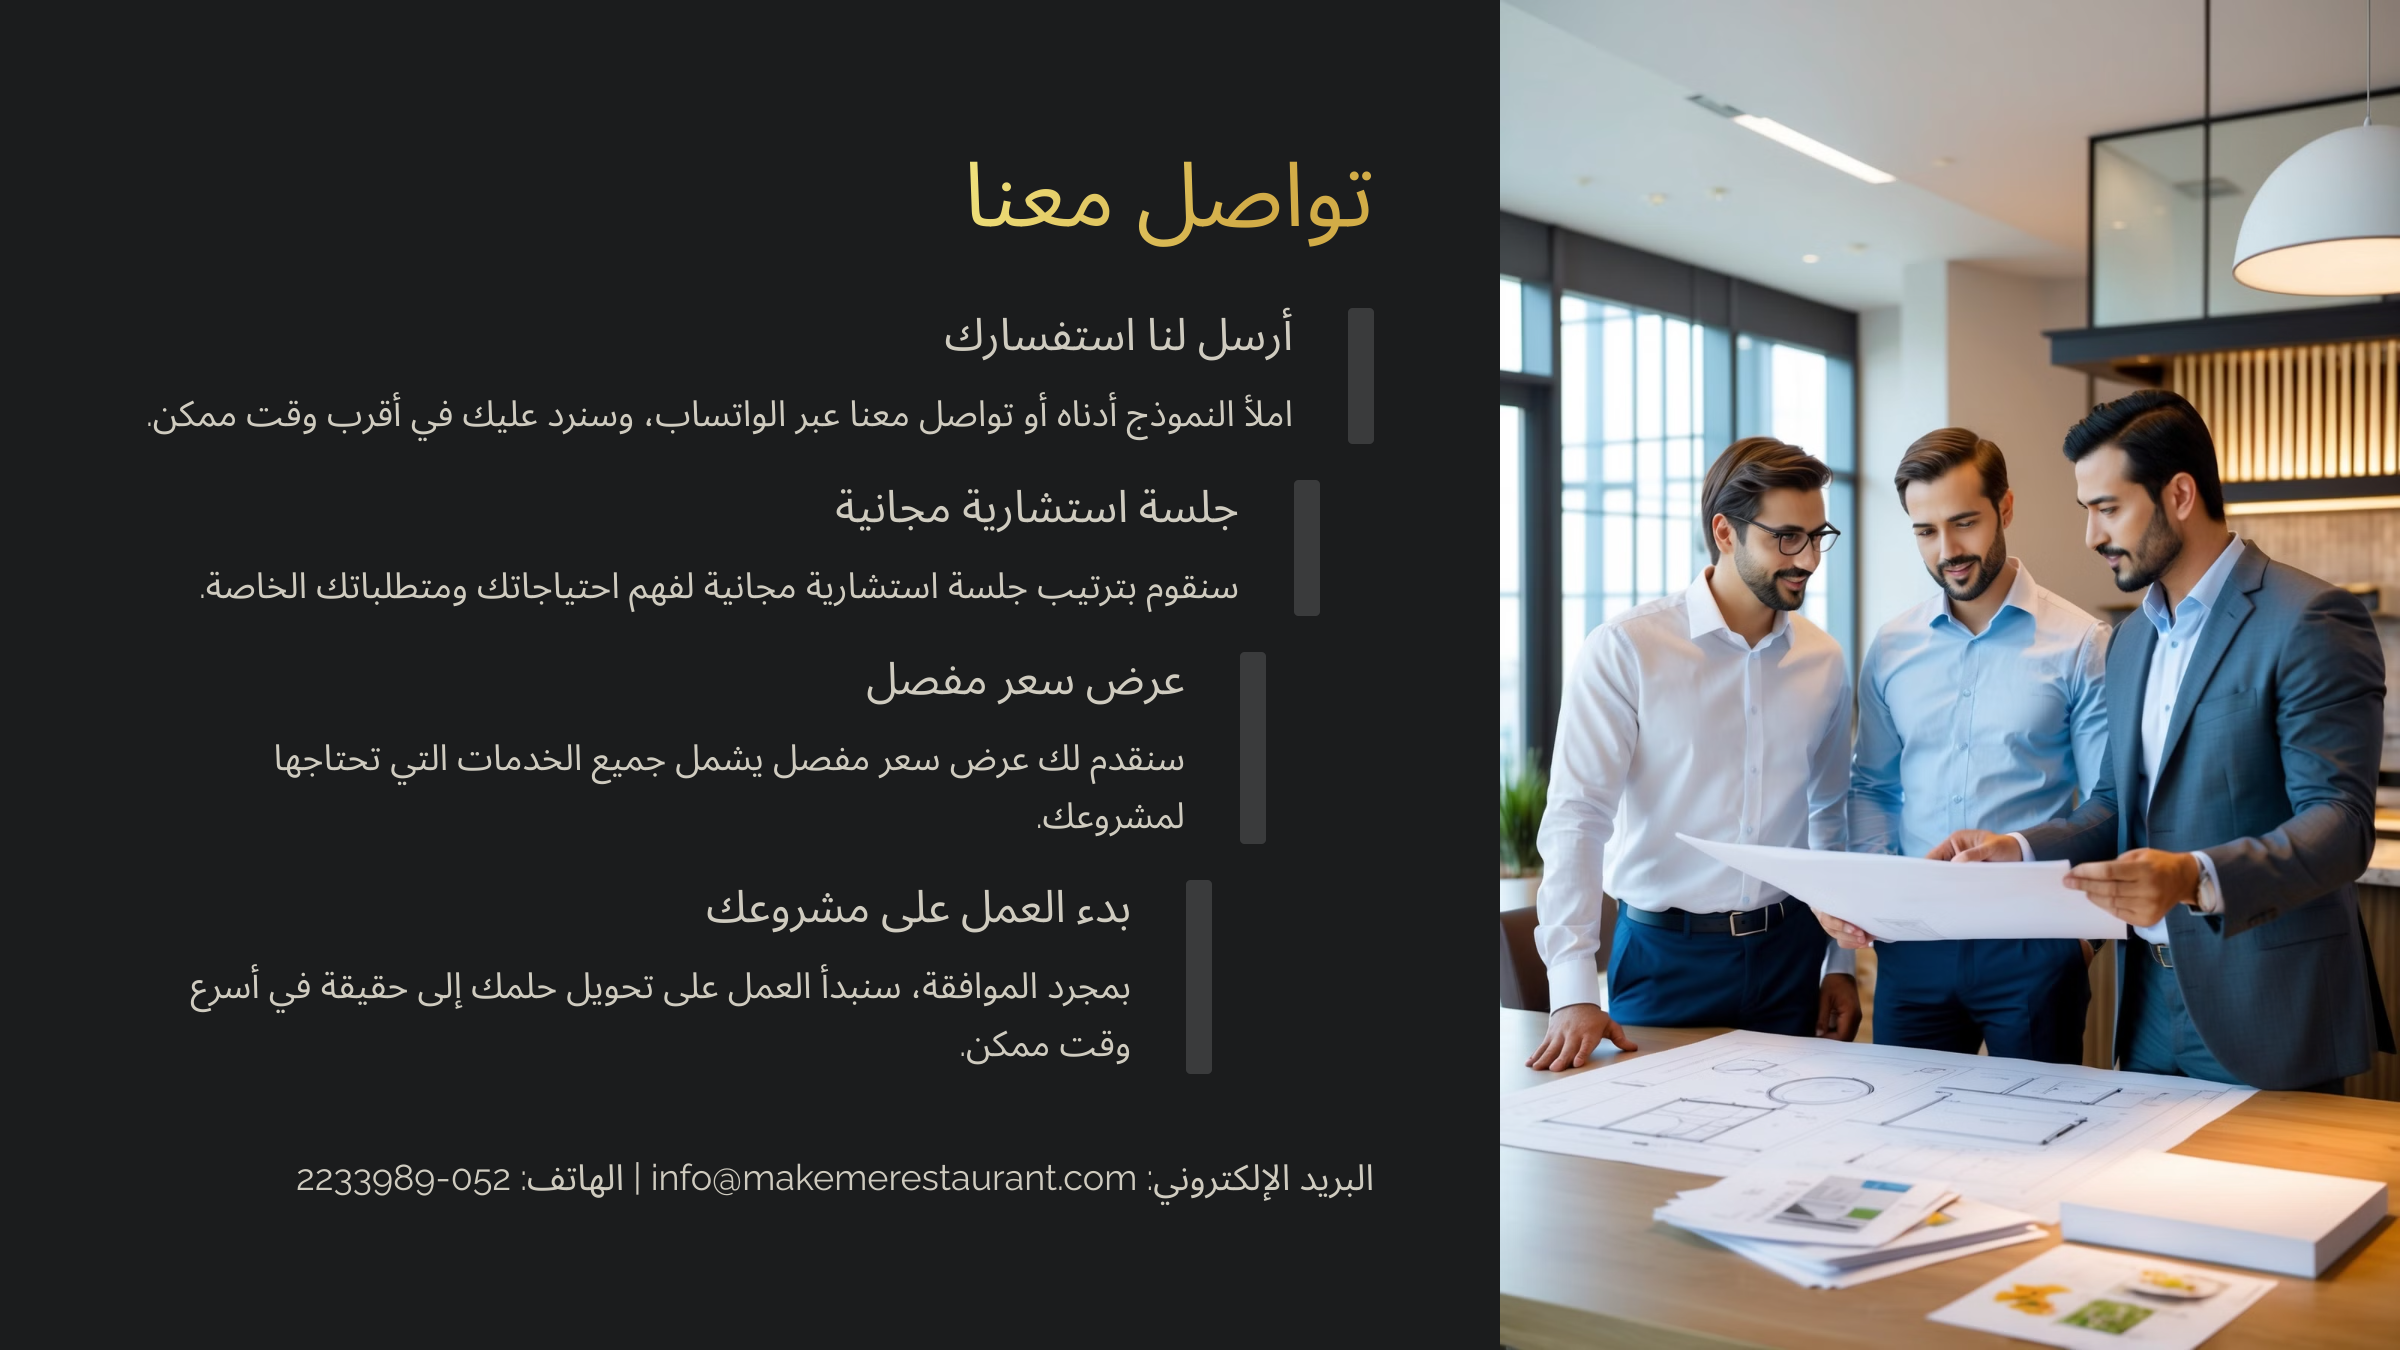 تواصل معنا
أرسل لنا استفسارك
املأ النموذج أدناه أو تواصل معنا عبر الواتساب، وسنرد عليك في أقرب وقت ممكن.
جلسة استشارية مجانية
سنقوم بترتيب جلسة استشارية مجانية لفهم احتياجاتك ومتطلباتك الخاصة.
عرض سعر مفصل
سنقدم لك عرض سعر مفصل يشمل جميع الخدمات التي تحتاجها
لمشروعك.
بدء العمل على مشروعك
بمجرد الموافقة، سنبدأ العمل على تحويل حلمك إلى حقيقة في أسرع
وقت ممكن.
البريد الإلكتروني: info@makemerestaurant.com | الهاتف: 2233989-052